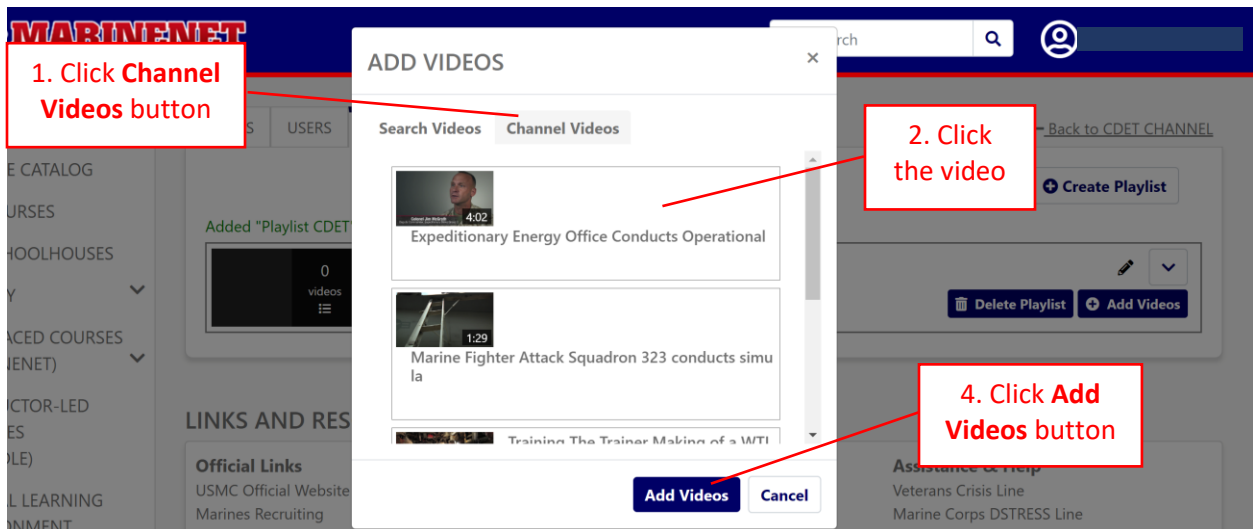 MARINENET
rch
1. Click Channel
Videos button
ADD VIDEOS
×
S
USERS
Search Videos
Channel Videos
2. Click
the video
Back to CDET CHANNEL
E CATALOG
URSES
HOOLHOUSES
Y
ACED COURSES
NENET)
CTOR-LED
ES
DLE)
L LEARNING
ONMENT
Create Playlist
Added "Playlist CDET"
0
videos
4:02
Expeditionary Energy Office Conducts Operational
1:29
Marine Fighter Attack Squadron 323 conducts simu
la
Training The Trainer Making of a WTI
Delete Playlist
Add Videos
4. Click Add
Videos button
LINKS AND RES
Official Links
USMC Official Website
Marines Recruiting
Add Videos
Cancel
Assistance & Help
Veterans Crisis Line
Marine Corps DSTRESS Line